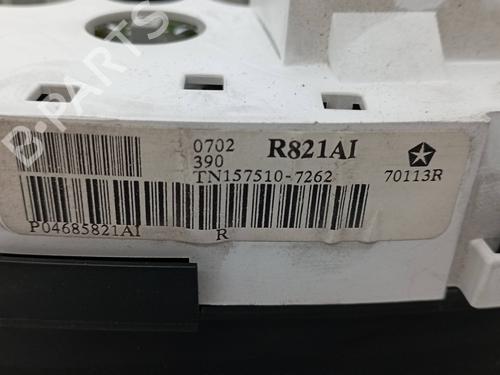 B-PARTS
0702
390
R821AI
TN157510-7262
70113R
P04685821AI
R